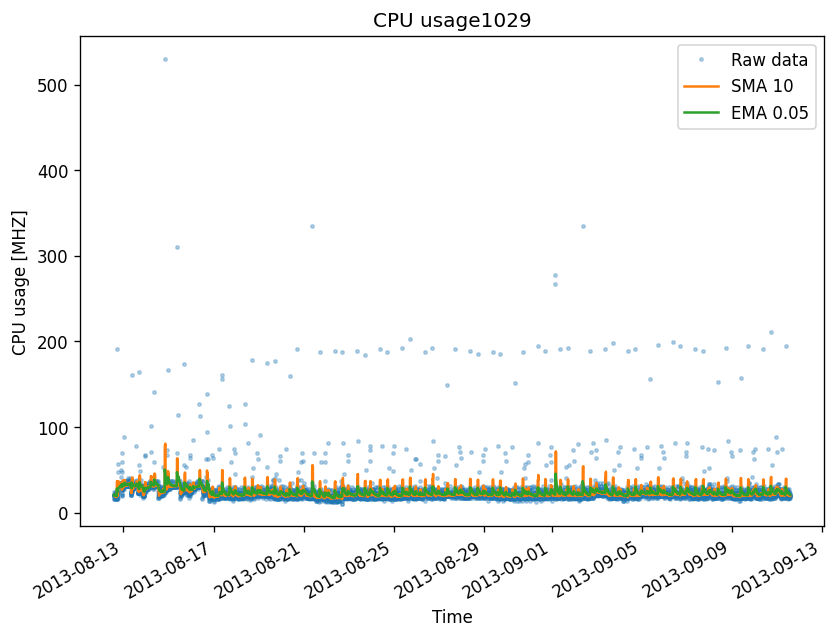 CPU usage1029
Raw data
SMA 10
EMA 0.05
CPU usage [MHZ]
500
400
300
200
100
0
2013-08-13
2013-08-17
2013-08-21
2013-08-25
2013-08-29
2013-09-01
2013-09-05
2013-09-09
2013-09-13
Time